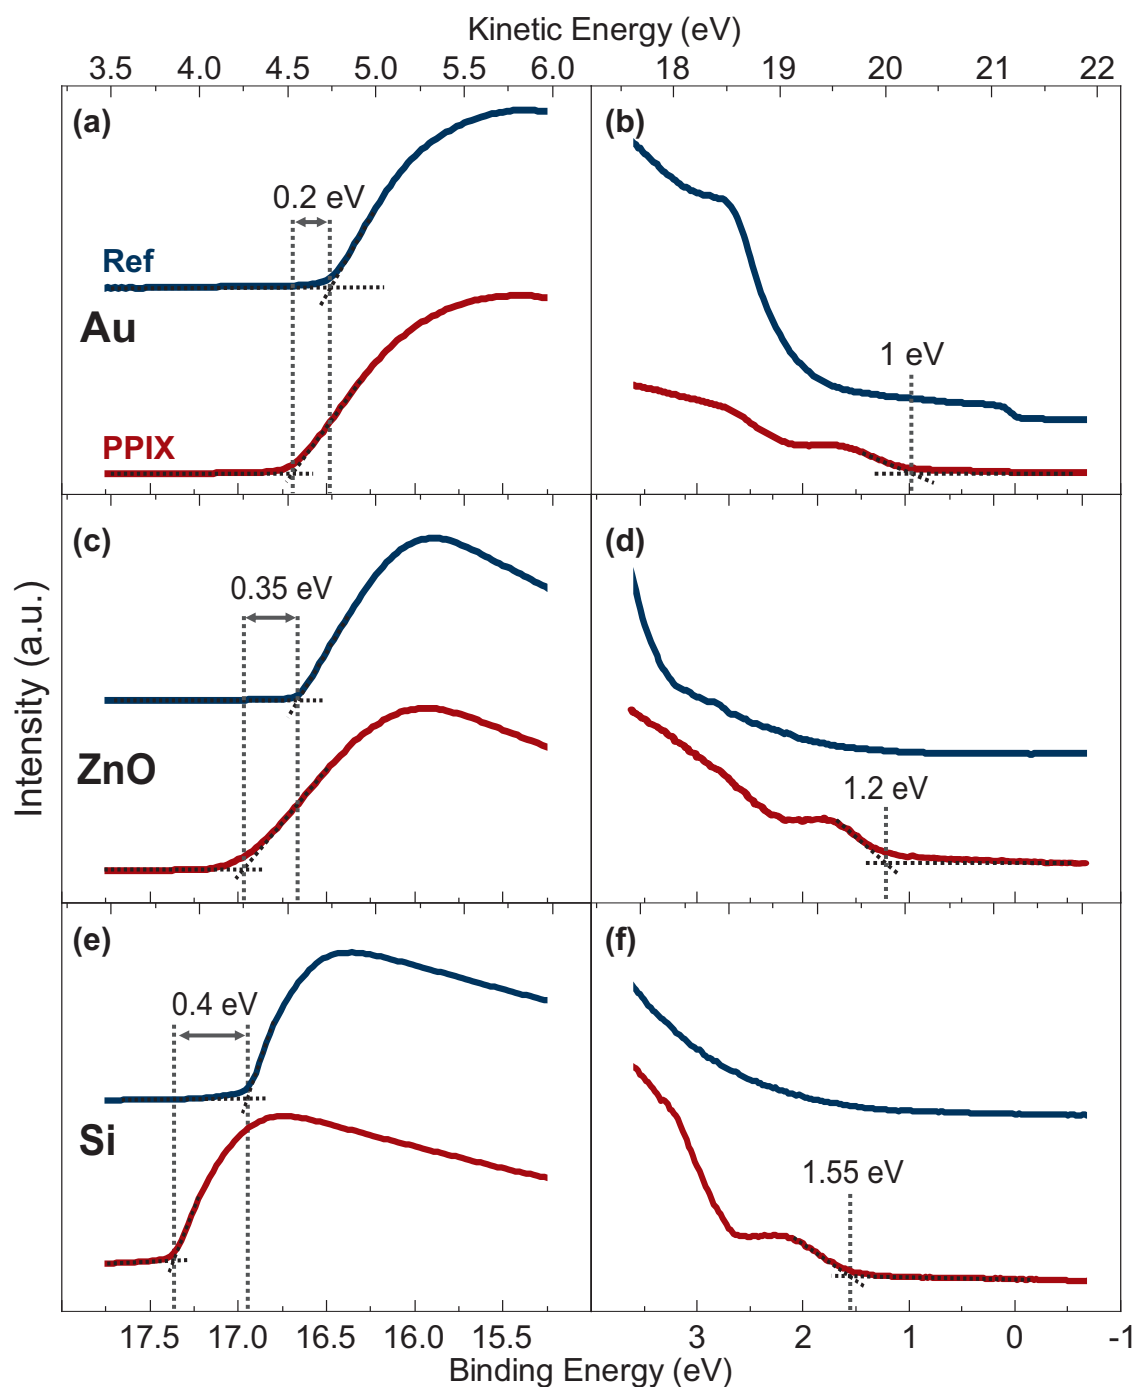 Kinetic Energy (eV)
3.5 4.0 4.5 5.0 5.5 6.0 18 19 20 21 22
(a) (b)
0.2 eV
Ref
Au
1 eV
PPIX
(c) (d)
0.35 eV
ZnO
1.2 eV
Intensity (a.u.)
(e) (f)
0.4 eV
Si
1.55 eV
17.5 17.0 16.5 16.0 15.5 3 2 1 0 -1
Binding Energy (eV)